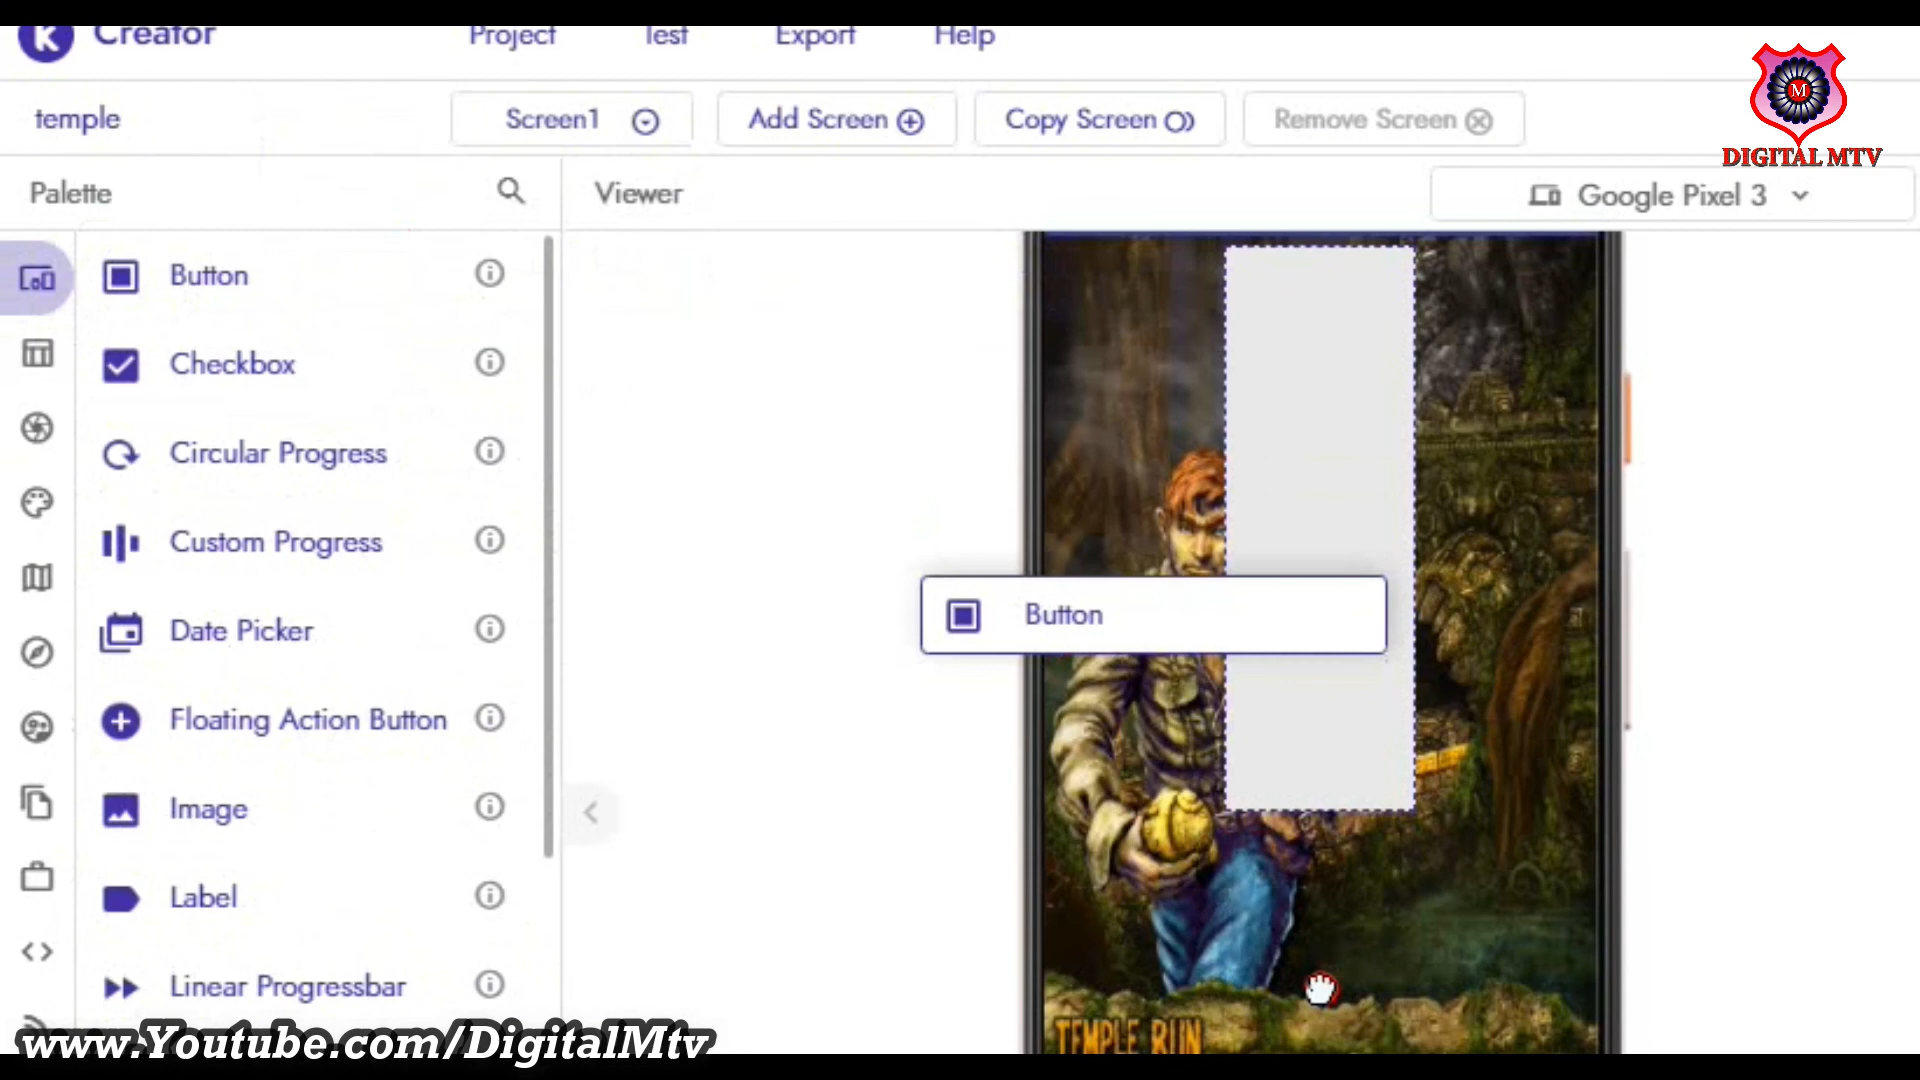 Creator
Project
Test
Export
Help
temple
Screen1
Add Screen
Copy Screen
Remove Screen
M
DIGITAL MTV
Palette
Viewer
Google Pixel 3
Button
Checkbox
Circular Progress
Custom Progress
Date Picker
Floating Action Button
Image
Label
Linear Progressbar
Button
TEMPLE RUN
www.Youtube.com/DigitalMtv